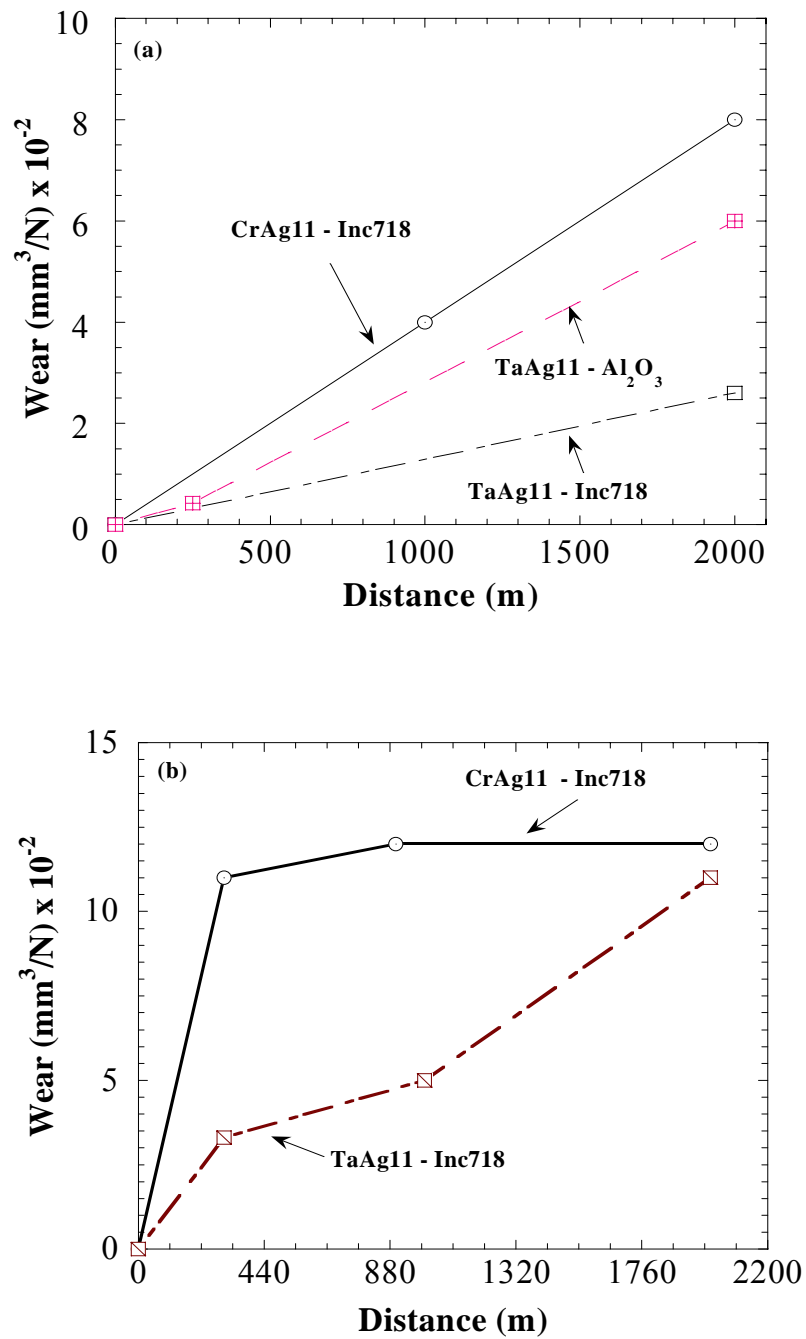 10
(a)
8
CrAg11 - Inc718
6
4
TaAg11 - Al₂O₃
2
TaAg11 - Inc718
0
0 500 1000 1500 2000
Distance (m)
Wear (mm³/N) x 10⁻²
15
(b)
CrAg11 - Inc718
10
5
TaAg11 - Inc718
0
0 440 880 1320 1760 2200
Distance (m)
Wear (mm³/N) x 10⁻²